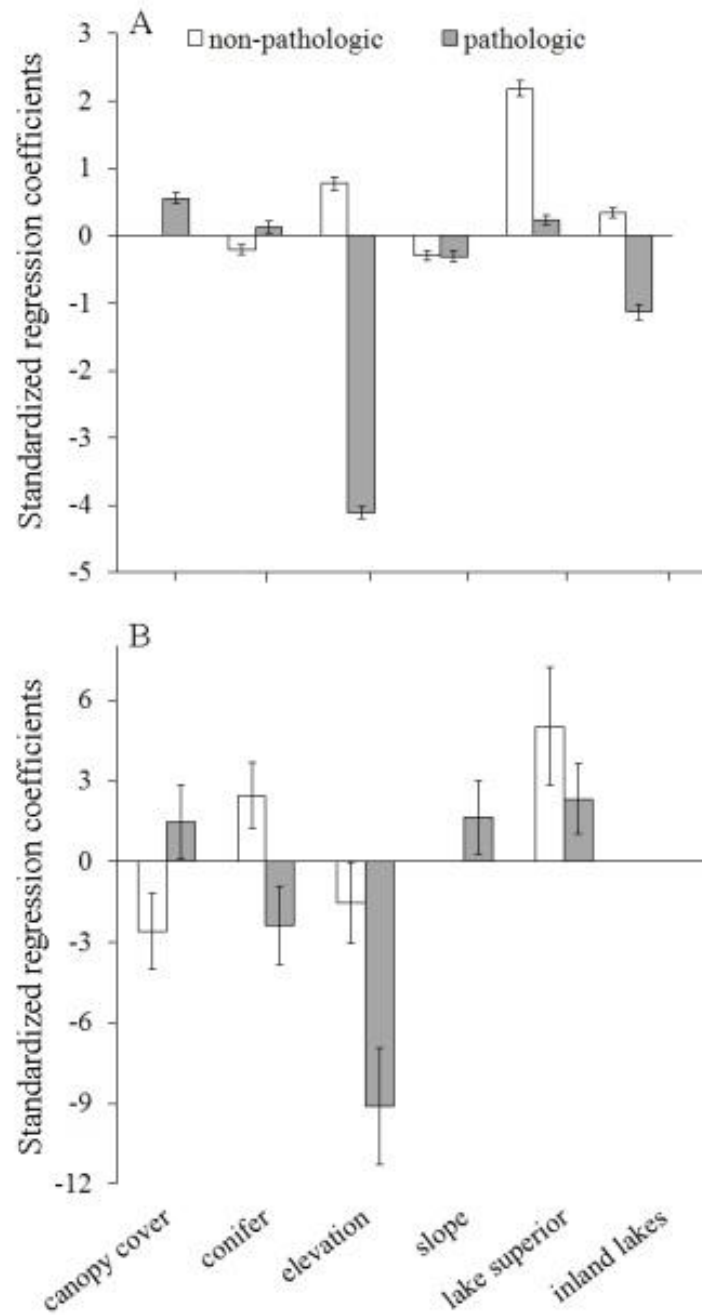 A
non-pathologic
pathologic
Standardized regression coefficients
3
2
1
0
-1
-2
-3
-4
-5
B
Standardized regression coefficients
6
3
0
-3
-6
-9
-12
canopy cover
conifer
elevation
slope
lake superior
inland lakes